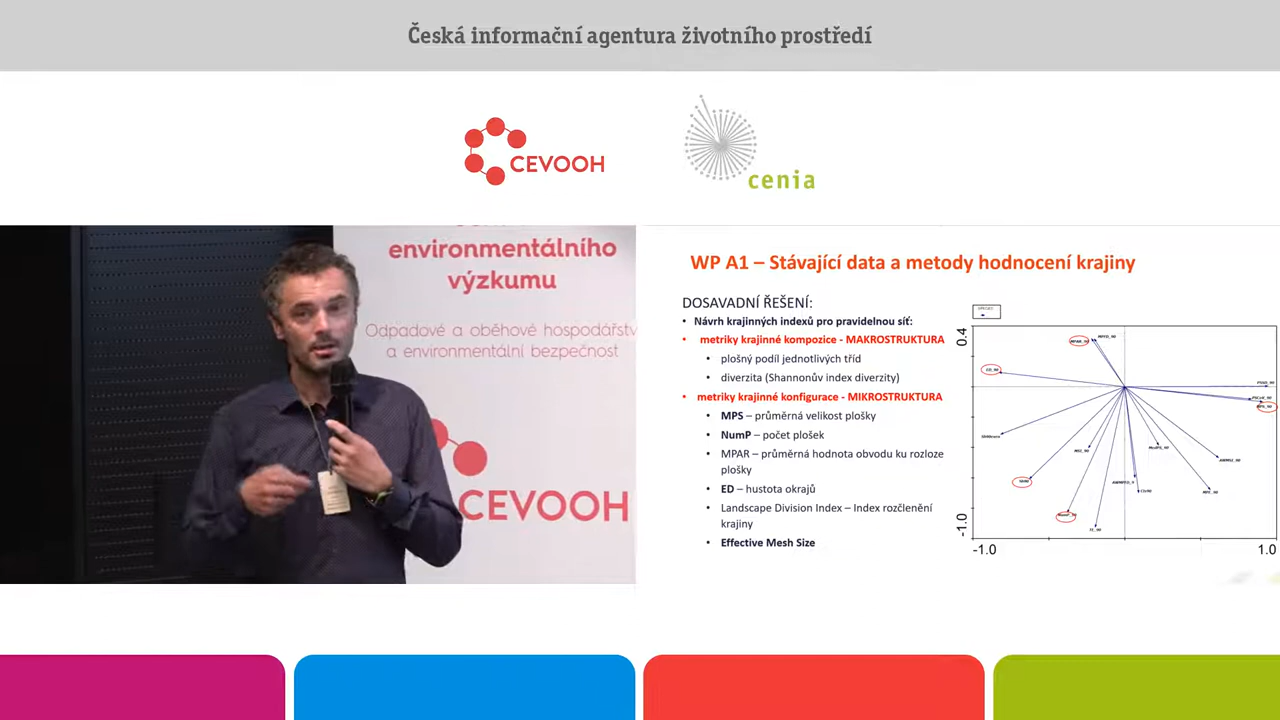 Česká informační agentura životního prostředí
CEVOOH
cenia
environmentálního
výzkumu
Odpadové a oběhové hospodářstv
a environmentální bezpečnost
CEVOOH
WP A1 – Stávající data a metody hodnocení krajiny
DOSAVADNÍ ŘEŠENÍ:
• Návrh krajinných indexů pro pravidelnou síť:
• metriky krajinné kompozice - MAKROSTRUKTURA
• plošný podíl jednotlivých tříd
• diverzita (Shannonův index diverzity)
• metriky krajinné konfigurace - MIKROSTRUKTURA
• MPS – průměrná velikost plošky
• NumP – počet plošek
• MPAR – průměrná hodnota obvodu ku rozloze
plošky
• ED – hustota okrajů
• Landscape Division Index – Index rozčlenění
krajiny
• Effective Mesh Size
0.4
-1.0
-1.0
1.0